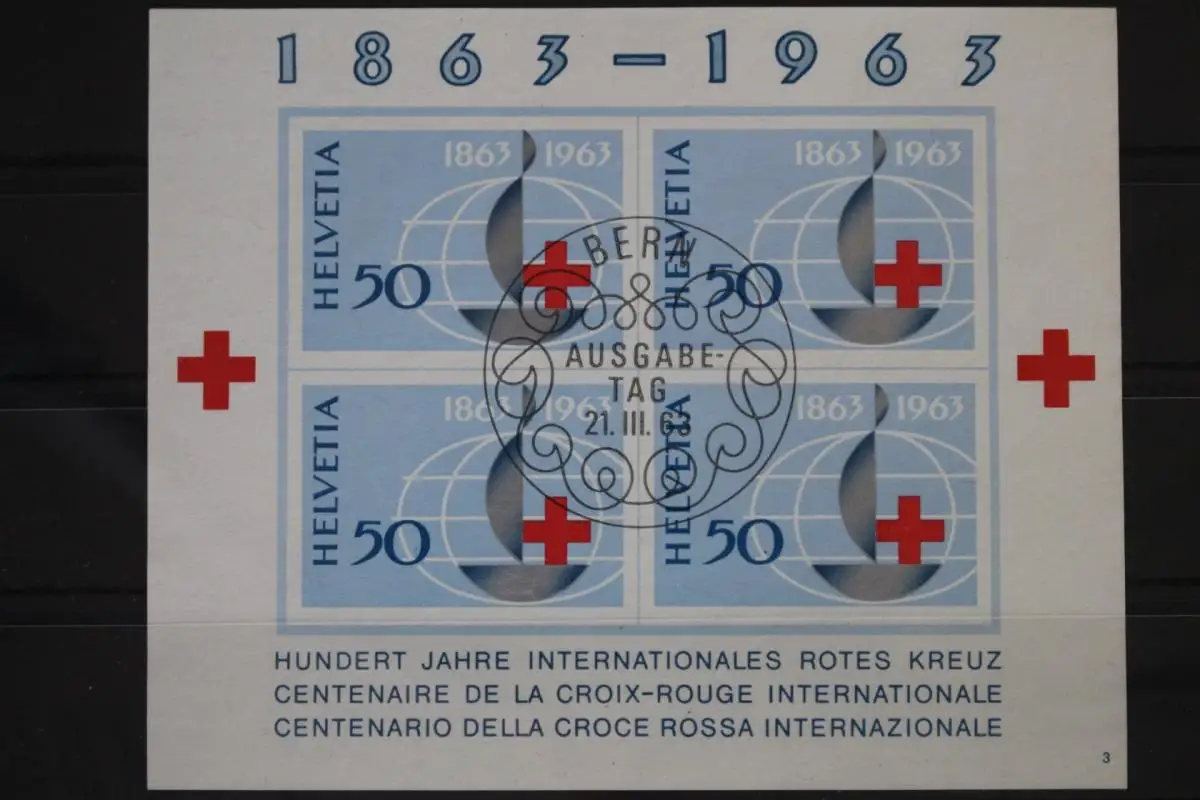 1863–1963
1863 1963
HELVETIA
50
1863 1963
HELVETIA
50
BERN
AUSGABE-
TAG
21. III. 63
1863 1963
HELVETIA
50
1863 1963
HELVETIA
50
HUNDERT JAHRE INTERNATIONALES ROTES KREUZ
CENTENAIRE DE LA CROIX-ROUGE INTERNATIONALE
CENTENARIO DELLA CROCE ROSSA INTERNAZIONALE
3